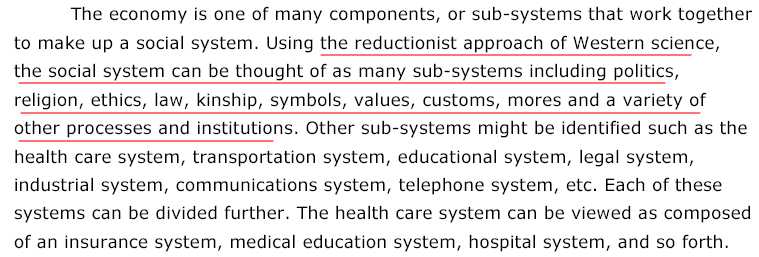 The economy is one of many components, or sub-systems that work together
to make up a social system. Using the reductionist approach of Western science,
the social system can be thought of as many sub-systems including politics,
religion, ethics, law, kinship, symbols, values, customs, mores and a variety of
other processes and institutions. Other sub-systems might be identified such as the
health care system, transportation system, educational system, legal system,
industrial system, communications system, telephone system, etc. Each of these
systems can be divided further. The health care system can be viewed as composed
of an insurance system, medical education system, hospital system, and so forth.